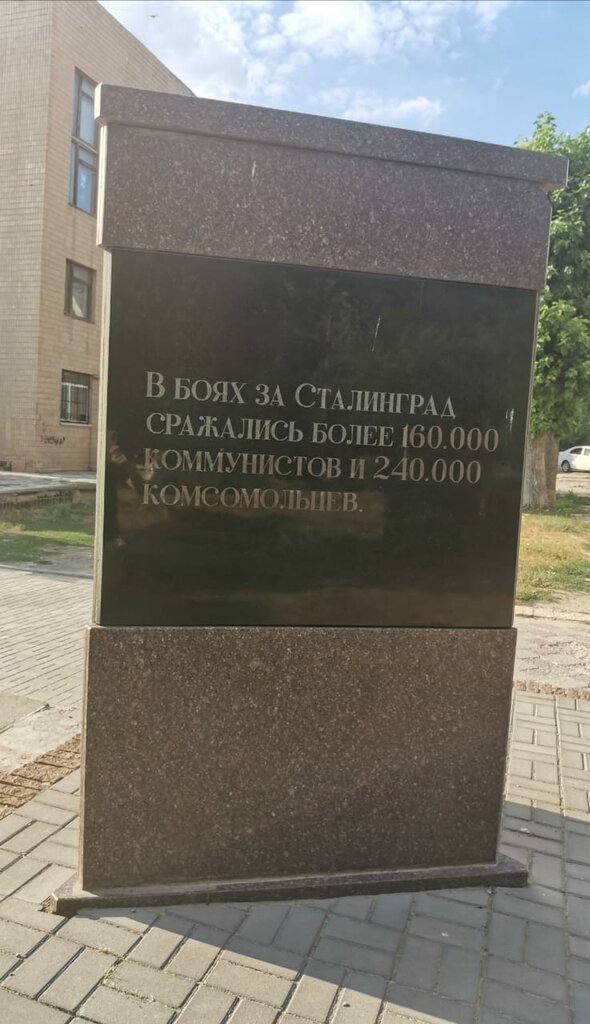 В боях за Сталинград
сражались более 160.000
коммунистов и 240.000
комсомольцев.